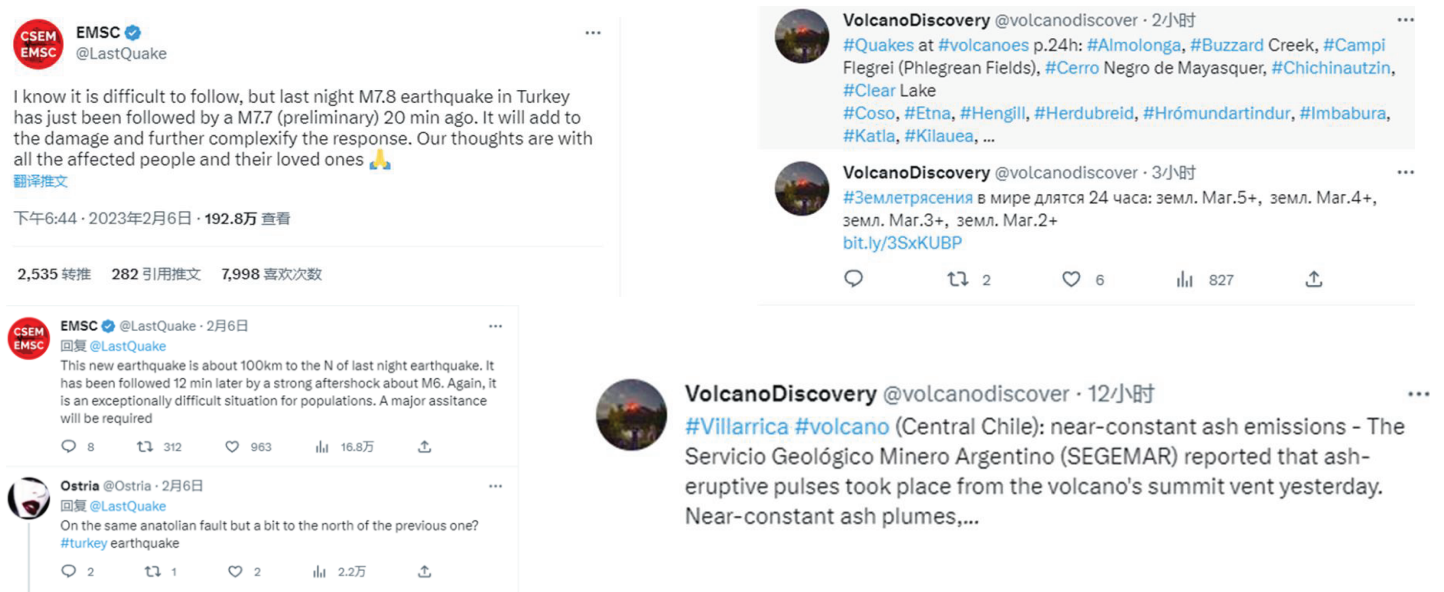 CSEM
EMSC
EMSC
@LastQuake
I know it is difficult to follow, but last night M7.8 earthquake in Turkey
has just been followed by a M7.7 (preliminary) 20 min ago. It will add to
the damage and further complexify the response. Our thoughts are with
all the affected people and their loved ones 🙏
翻译推文
下午6:44 · 2023年2月6日 · 192.8万 查看
2,535 转推 282 引用推文 7,998 喜欢次数
CSEM
EMSC
EMSC @LastQuake · 2月6日
回复 @LastQuake
This new earthquake is about 100km to the N of last night earthquake. It
has been followed 12 min later by a strong aftershock about M6. Again, it
is an exceptionally difficult situation for populations. A major assitance
will be required
8 312 963 16.8万
Ostria @Ostria · 2月6日
回复 @LastQuake
On the same anatolian fault but a bit to the north of the previous one?
#turkey earthquake
2 1 2 2.2万
VolcanoDiscovery @volcanodiscover · 2小时
#Quakes at #volcanoes p.24h: #Almolonga, #Buzzard Creek, #Campi
Flegrei (Phlegrean Fields), #Cerro Negro de Mayasquer, #Chichinautzin,
#Clear Lake
#Coso, #Etna, #Hengill, #Herdubreid, #Hrómundartindur, #Imbabura,
#Katla, #Kilauea, ...
VolcanoDiscovery @volcanodiscover · 3小时
#Землетрясения в мире длятся 24 часа: земл. Маг.5+, земл. Маг.4+,
земл. Маг.3+, земл. Маг.2+
bit.ly/3SxKUBP
2 6 827
VolcanoDiscovery @volcanodiscover · 12小时
#Villarrica #volcano (Central Chile): near-constant ash emissions - The
Servicio Geológico Minero Argentino (SEGEMAR) reported that ash-
eruptive pulses took place from the volcano's summit vent yesterday.
Near-constant ash plumes,...